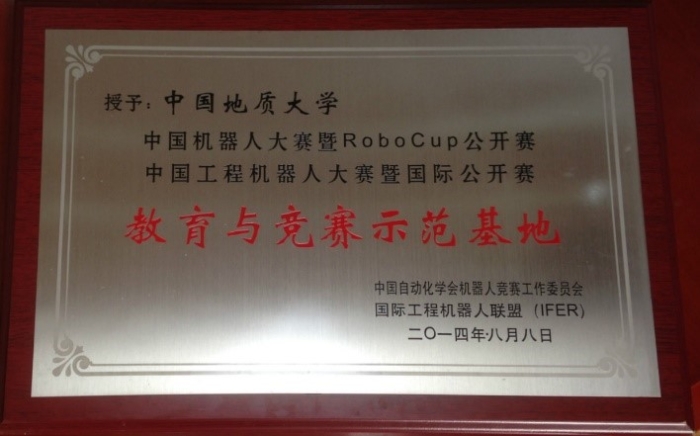 授予：中国地质大学
中国机器人大赛暨RoboCup公开赛
中国工程机器人大赛暨国际公开赛
教育与竞赛示范基地
中国自动化学会机器人竞赛工作委员会
国际工程机器人联盟（IFER）
二〇一四年·八月八日